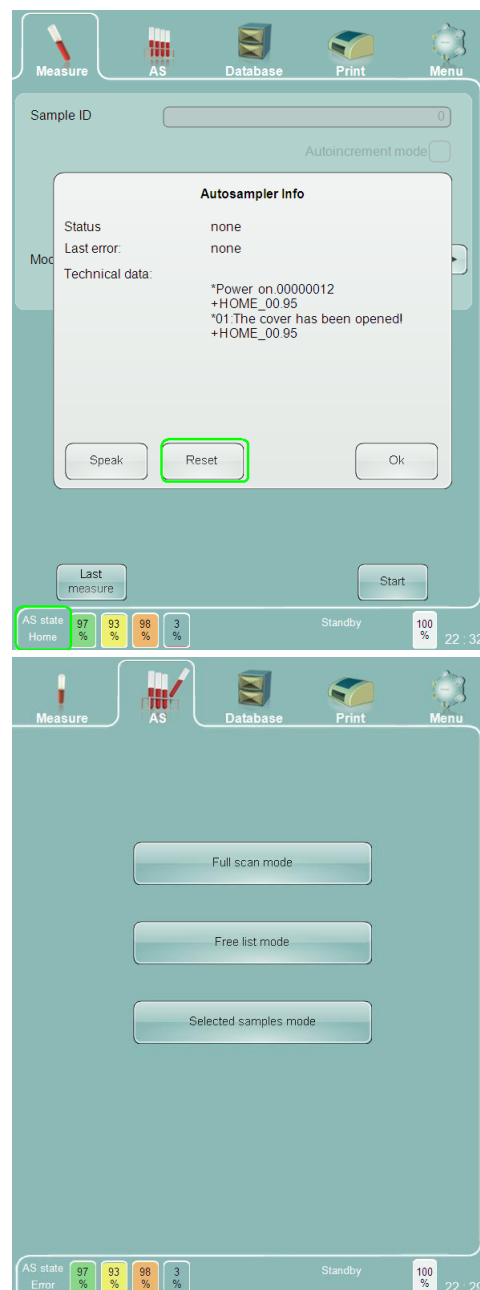 Measure AS Database Print Menu
Sample ID 0
Autoincrement mode
Autosampler Info
Status none
Last error: none
Moc
Technical data:
*Power on.00000012
+HOME_00.95
*01:The cover has been opened!
+HOME_00.95
Speak Reset Ok
Last
measure
Start
AS state
Home
97
%
93
%
98
%
3
%
Standby
100
%
22 : 32
Measure AS Database Print Menu
Full scan mode
Free list mode
Selected samples mode
AS state
Error
97
%
93
%
98
%
3
%
Standby
100
%
22 : 29